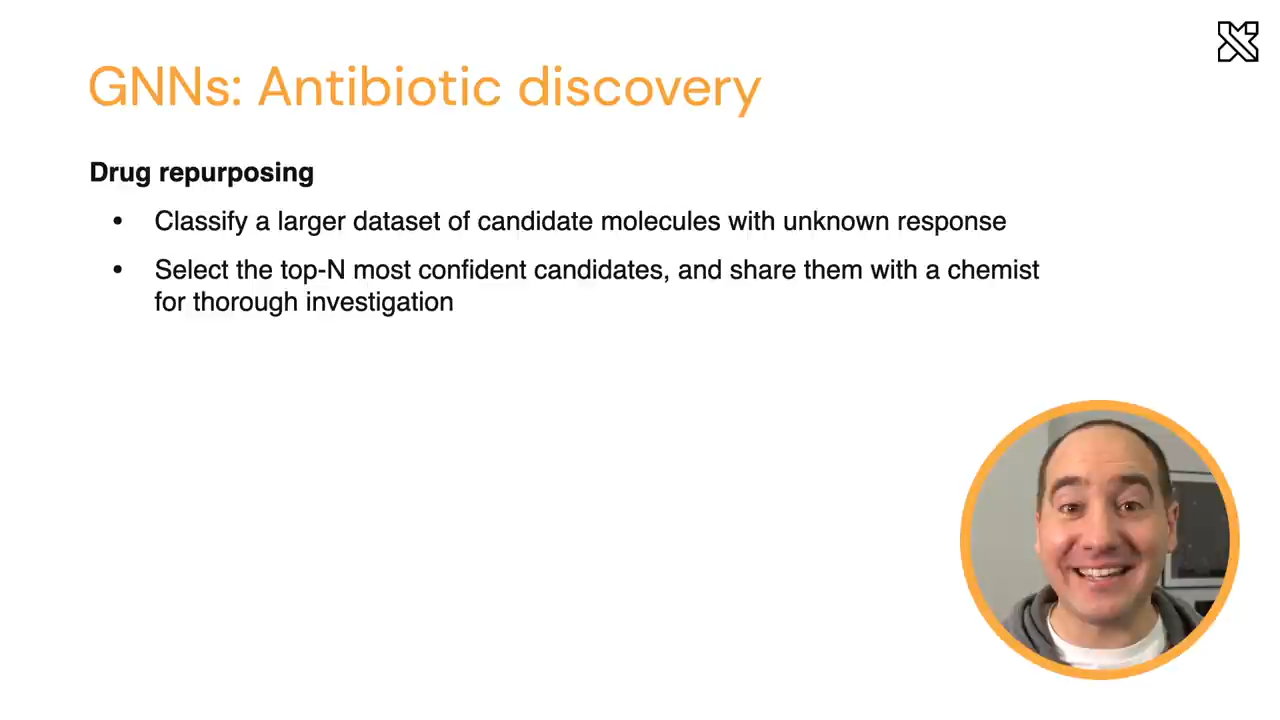 GNNs: Antibiotic discovery
Drug repurposing
• Classify a larger dataset of candidate molecules with unknown response
• Select the top-N most confident candidates, and share them with a chemist
for thorough investigation